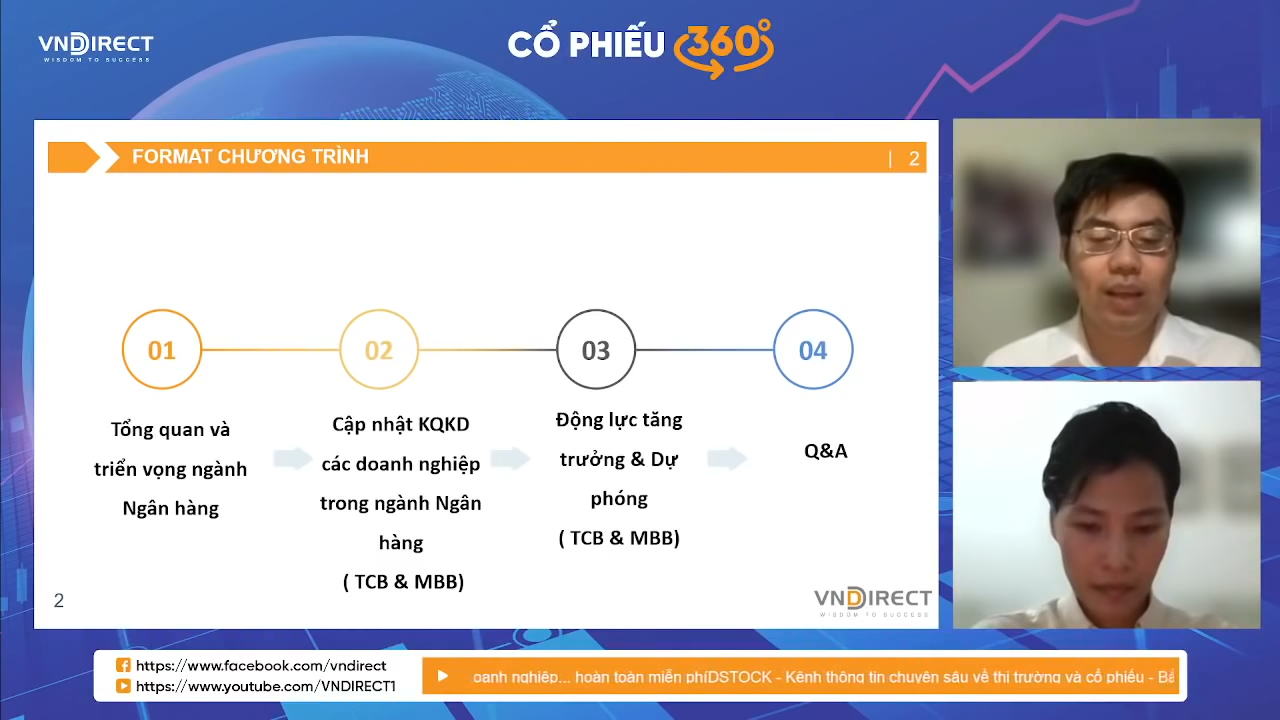 VNDIRECT
WISDOM TO SUCCESS
CỔ PHIẾU 360°
FORMAT CHƯƠNG TRÌNH
| 2
01
02
03
04
Tổng quan và
triển vọng ngành
Ngân hàng
Cập nhật KQKD
các doanh nghiệp
trong ngành Ngân
hàng
( TCB & MBB)
Động lực tăng
trưởng & Dự
phóng
( TCB & MBB)
Q&A
2
VNDIRECT
WISDOM TO SUCCESS
https://www.facebook.com/vndirect
https://www.youtube.com/VNDIRECT1
oanh nghiệp... hoàn toàn miễn phíDSTOCK - Kênh thông tin chuyên sâu về thị trường và cổ phiếu -